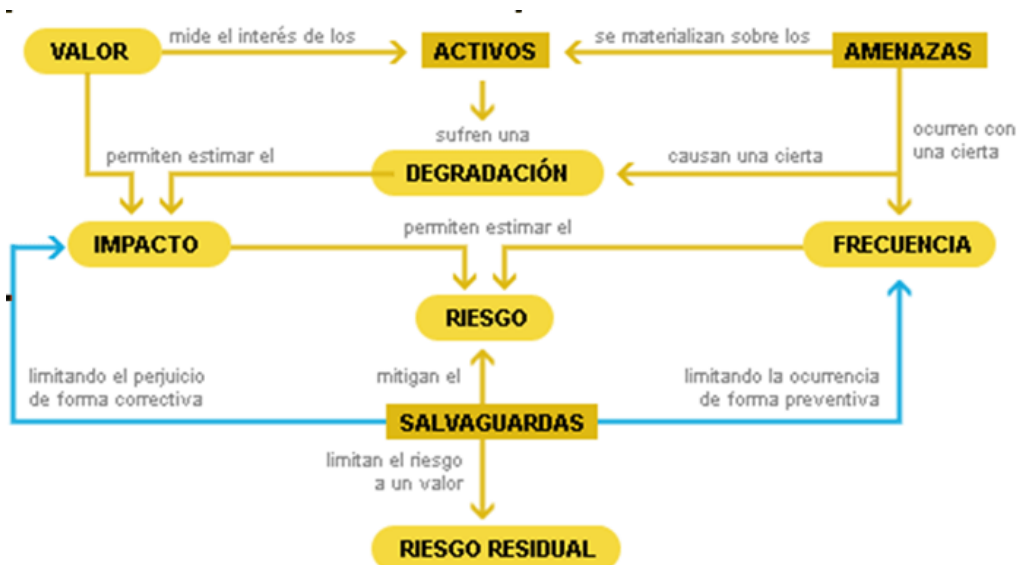 VALOR
mide el interés de los
ACTIVOS
se materializan sobre los
AMENAZAS
sufren una
ocurren con
una cierta
permiten estimar el
DEGRADACIÓN
causan una cierta
IMPACTO
permiten estimar el
FRECUENCIA
RIESGO
limitando el perjuicio
de forma correctiva
mitigan el
limitando la ocurrencia
de forma preventiva
SALVAGUARDAS
limitan el riesgo
a un valor
RIESGO RESIDUAL